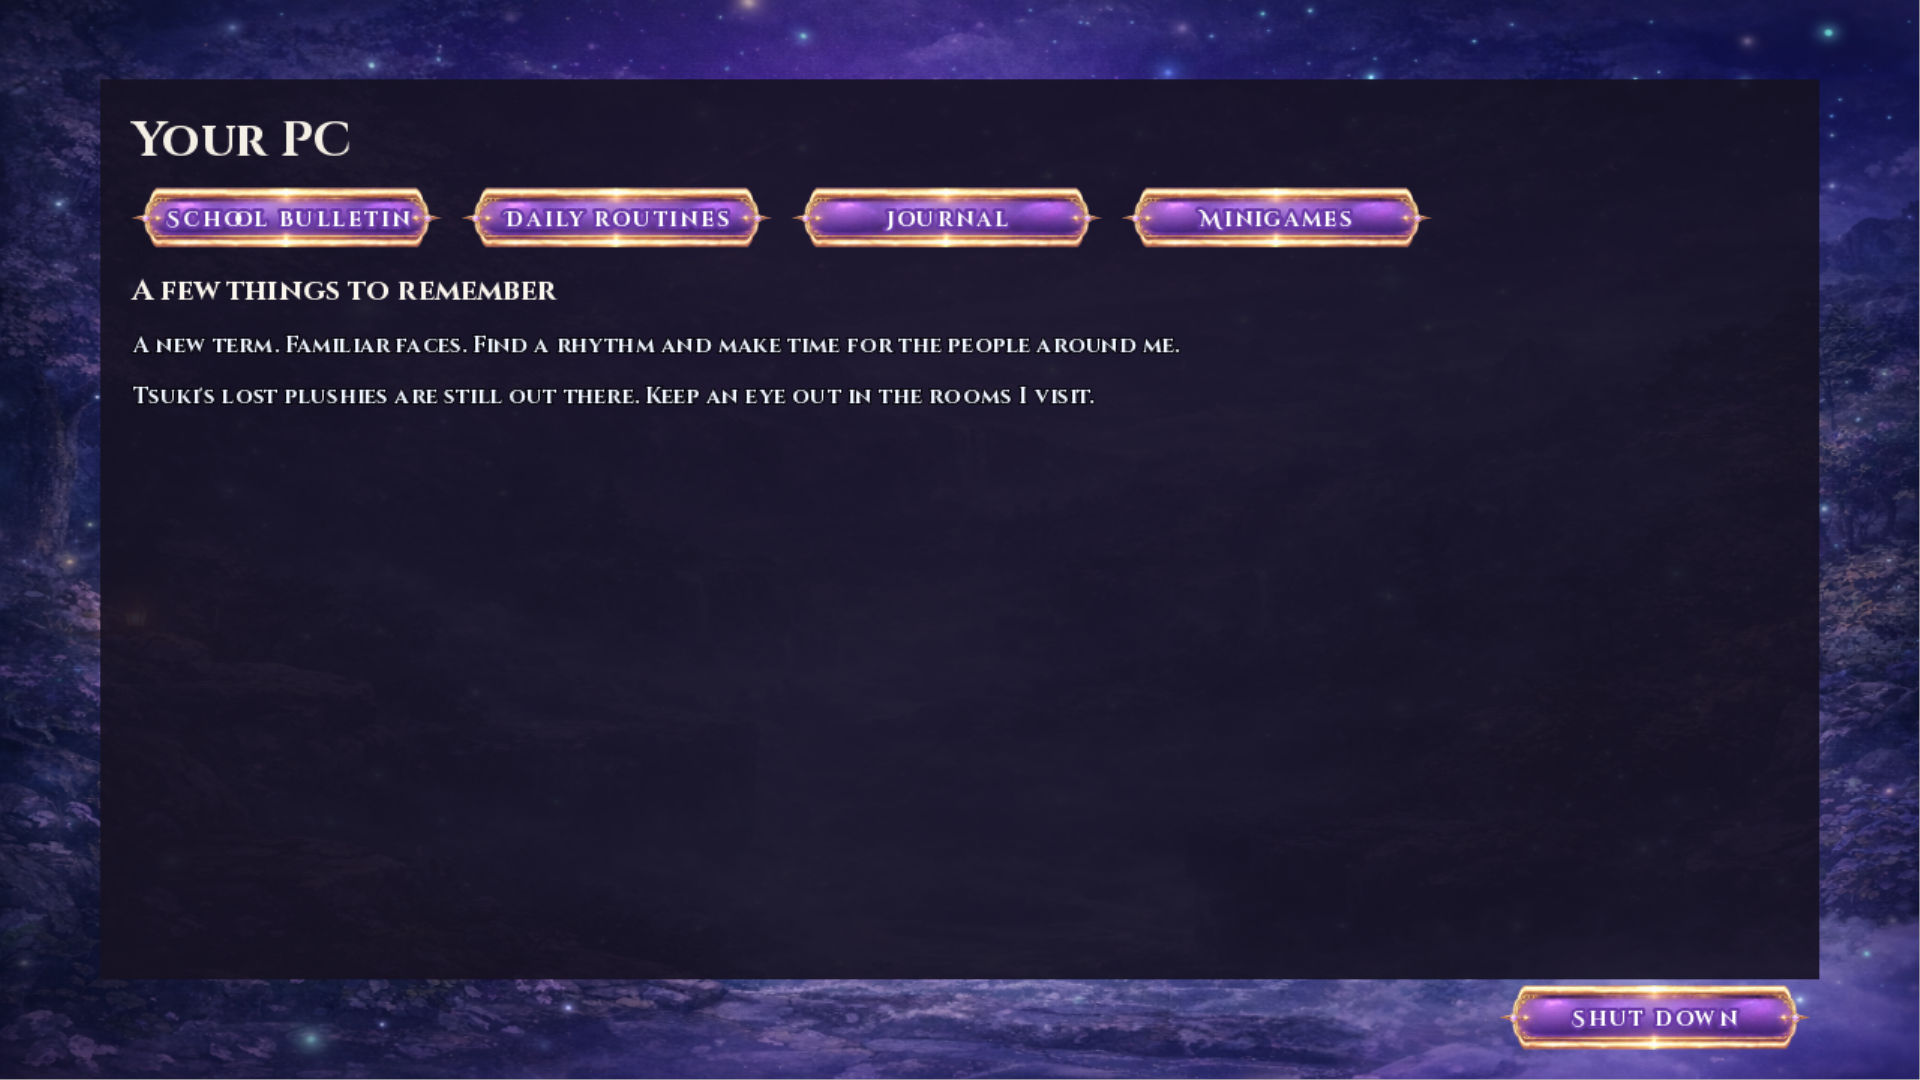 Your PC
School Bulletin
Daily Routines
Journal
Minigames
A few things to remember
A new term. Familiar faces. Find a rhythm and make time for the people around me.
Tsuki's lost plushies are still out there. Keep an eye out in the rooms I visit.
Shut Down